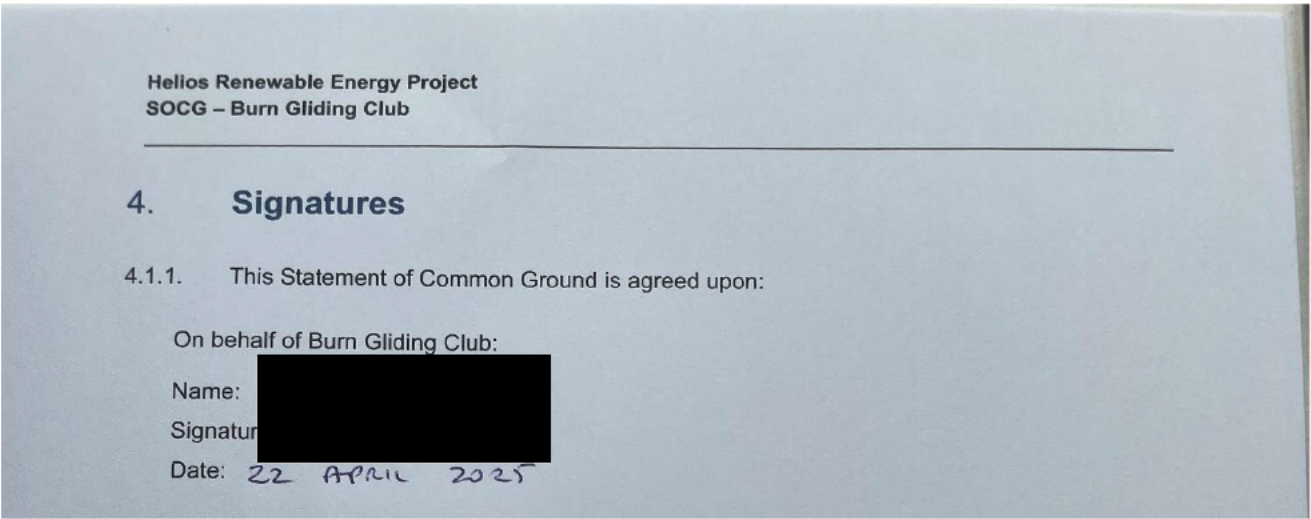 Helios Renewable Energy Project
SOCG – Burn Gliding Club
4. Signatures
4.1.1. This Statement of Common Ground is agreed upon:
On behalf of Burn Gliding Club:
Name:
Signatur
Date: 22 APRIL 2025